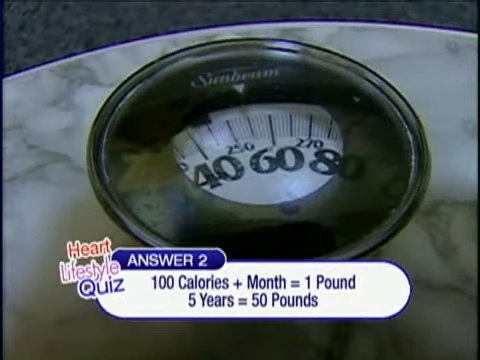 Sunbeam
250
270
40 60 80
Heart
Lifestyle
Quiz
ANSWER 2
100 Calories + Month = 1 Pound
5 Years = 50 Pounds